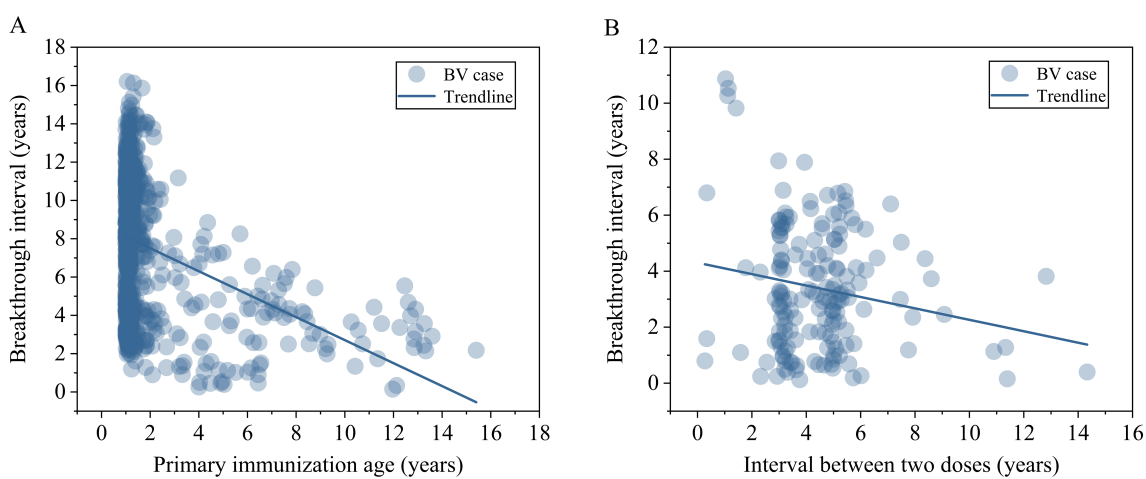 A
BV case
Trendline
18
16
14
12
10
8
6
4
2
0
Breakthrough interval (years)
0 2 4 6 8 10 12 14 16 18
Primary immunization age (years)
B
BV case
Trendline
12
10
8
6
4
2
0
Breakthrough interval (years)
0 2 4 6 8 10 12 14 16
Interval between two doses (years)